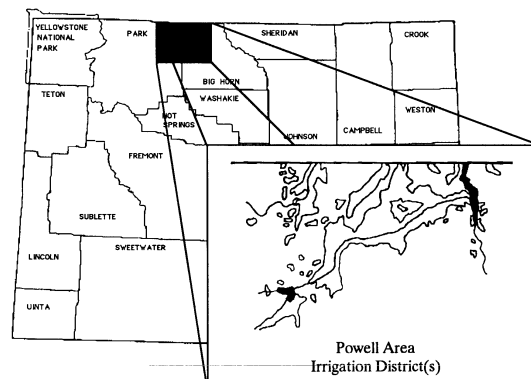 YELLOWSTONE
NATIONAL
PARK
PARK
SHERIDAN
CROOK
BIG HORN
TETON
WASHAKIE
HOT
SPRINGS
WESTON
JOHNSON
CAMPBELL
FREMONT
SUBLETTE
SWEETWATER
LINCOLN
UINTA
Powell Area
Irrigation District(s)